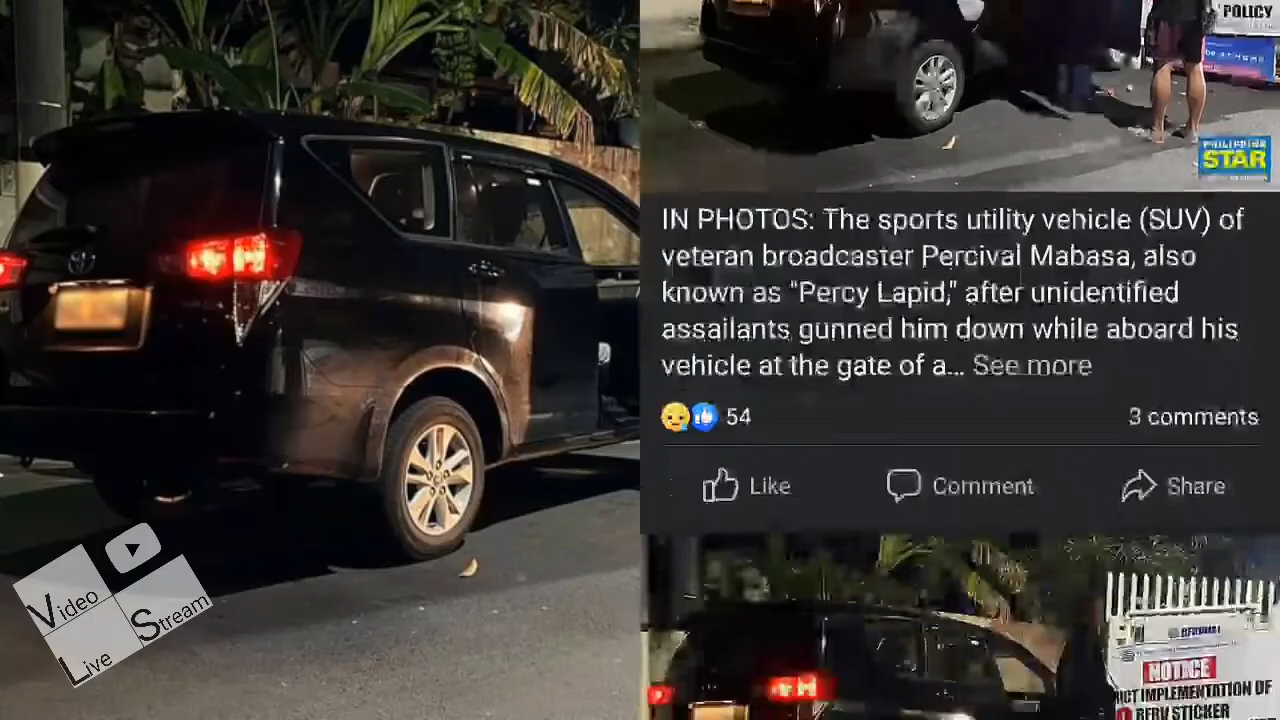 Video
Live
Stream
POLICY
PHILIPPINE
STAR
IN PHOTOS: The sports utility vehicle (SUV) of
veteran broadcaster Percival Mabasa, also
known as "Percy Lapid," after unidentified
assailants gunned him down while aboard his
vehicle at the gate of a... See more
54
3 comments
Like
Comment
Share
NOTICE
ICT IMPLEMENTATION OF
STICKER